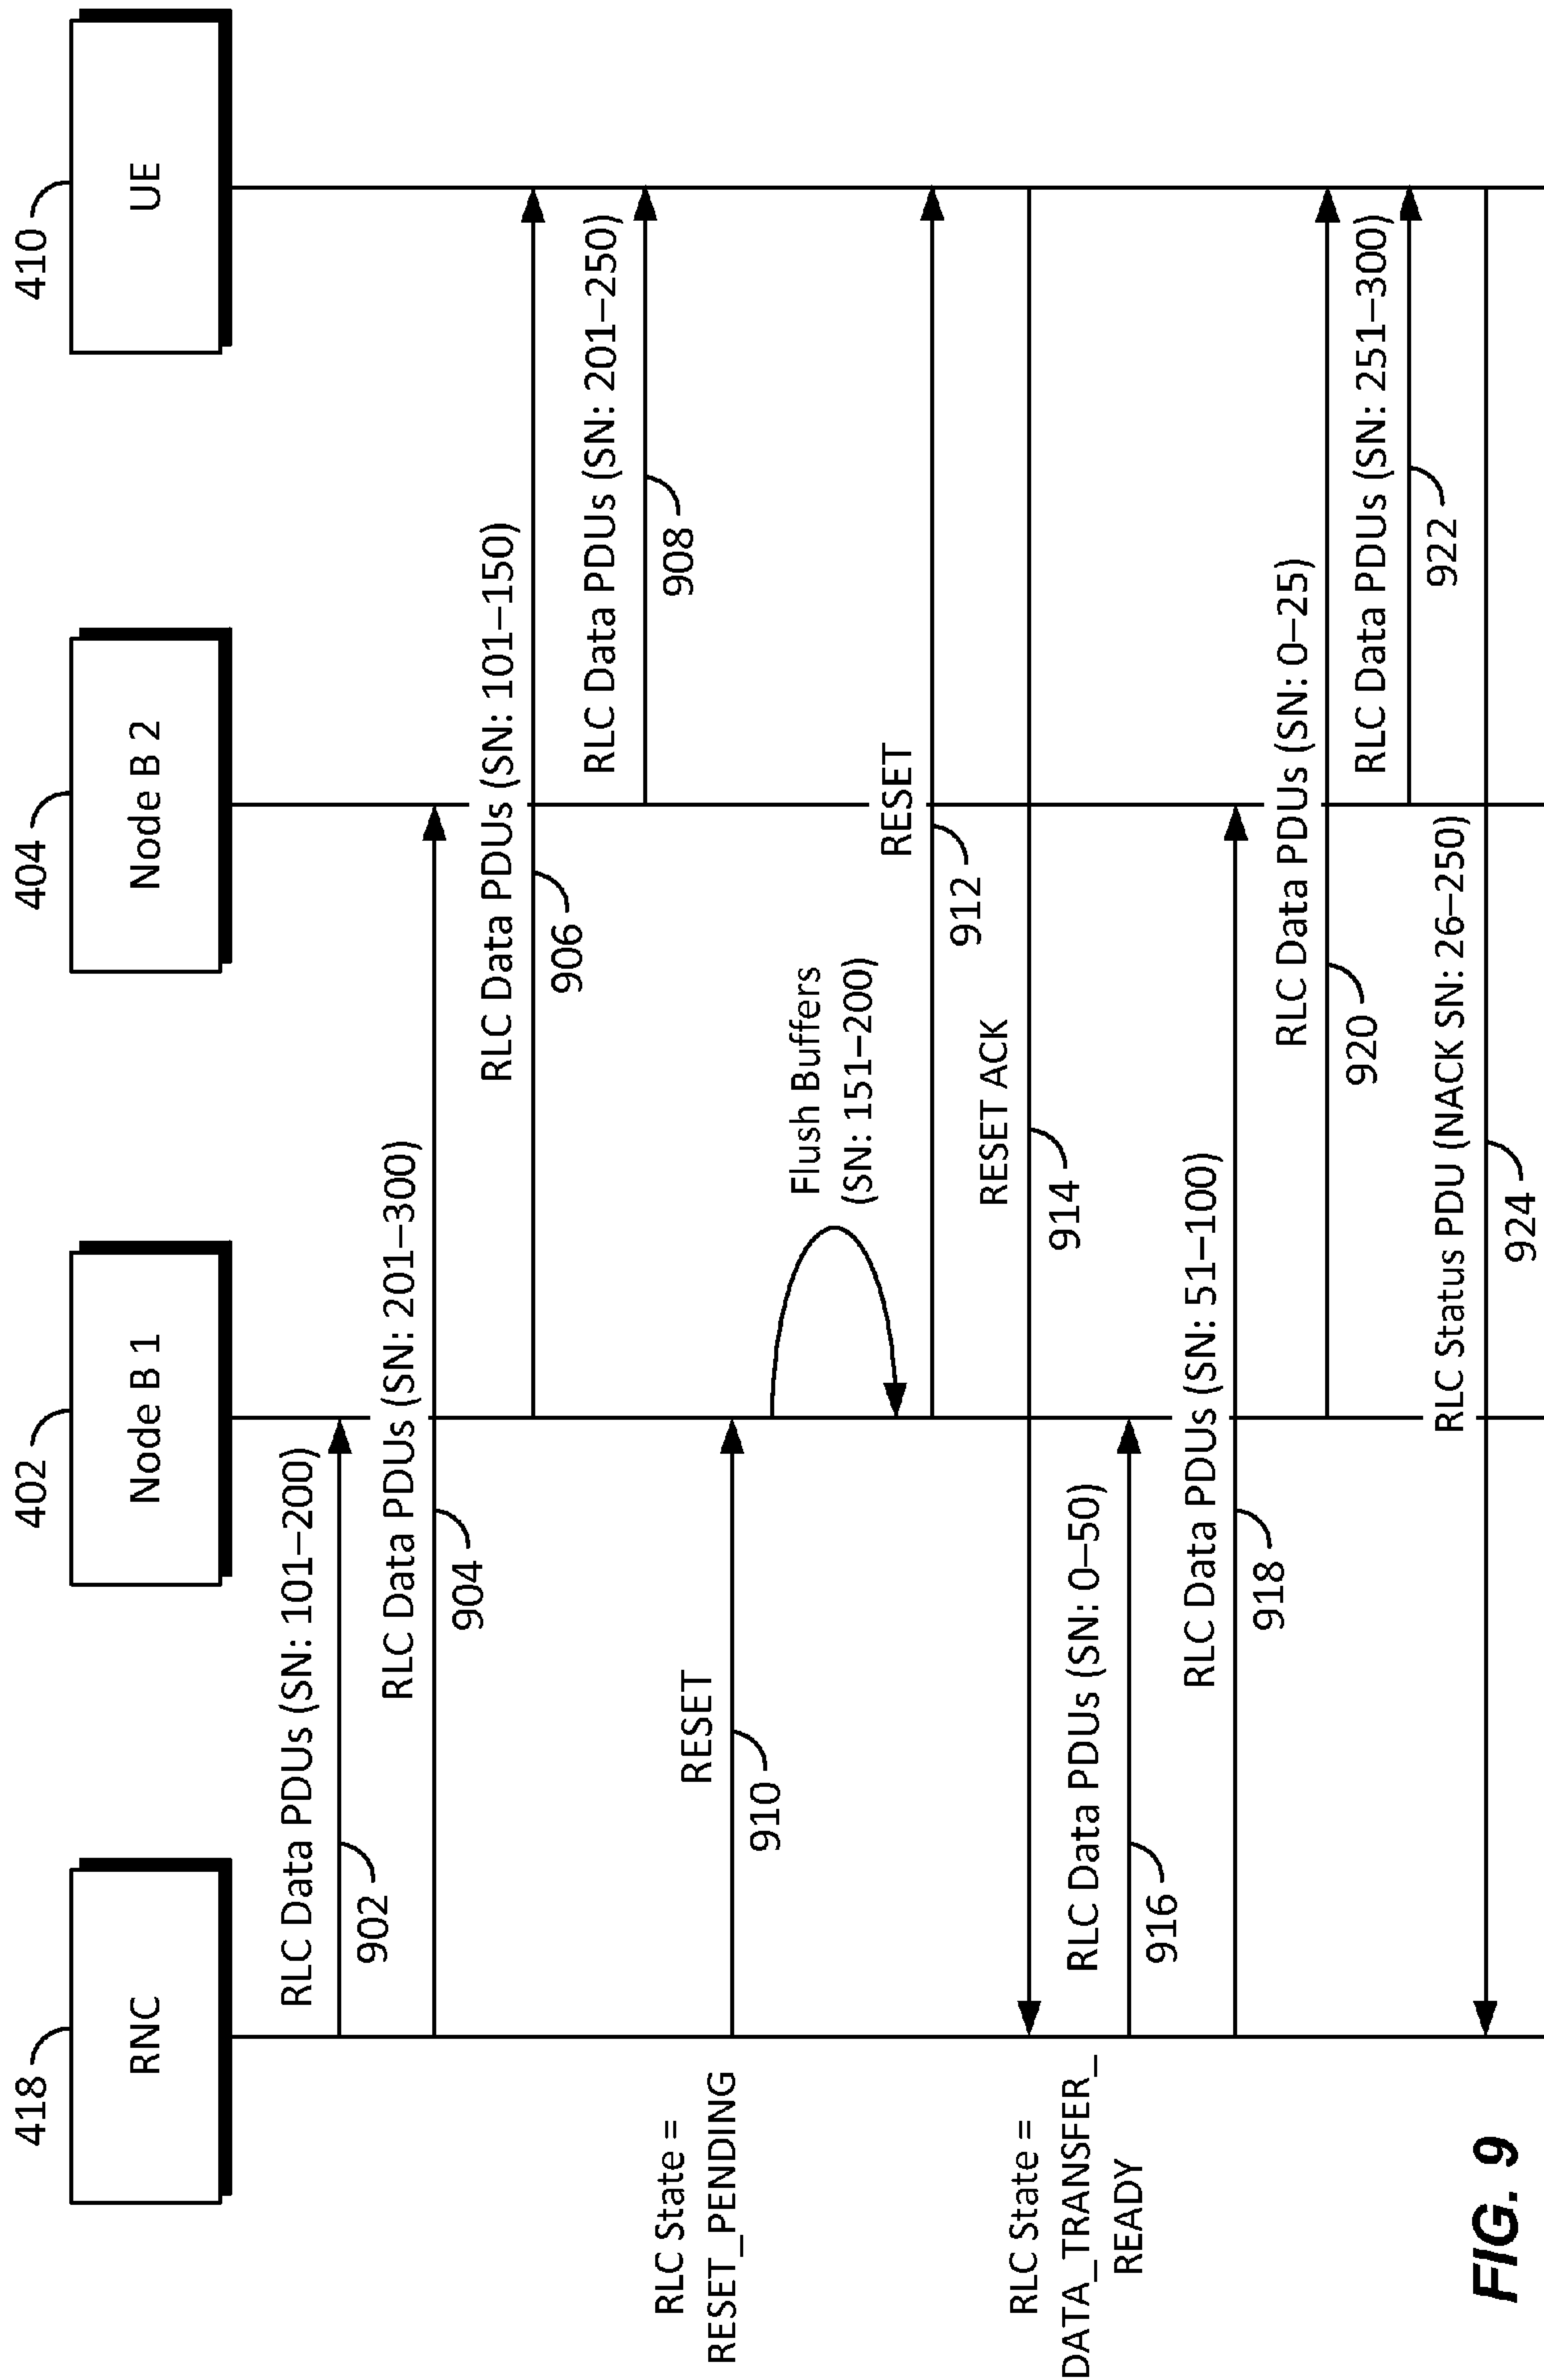 418
402
404
410
RNC
Node B 1
Node B 2
UE
RLC Data PDUs (SN: 101–200)
902
RLC Data PDUs (SN: 201–300)
904
RLC Data PDUs (SN: 101–150)
906
RLC Data PDUs (SN: 201–250)
908
RLC State =
RESET_PENDING
RESET
910
Flush Buffers
(SN: 151–200)
RESET
912
RESET ACK
914
RLC State =
DATA_TRANSFER_
READY
RLC Data PDUs (SN: 0–50)
916
RLC Data PDUs (SN: 51–100)
918
RLC Data PDUs (SN: 0–25)
920
RLC Data PDUs (SN: 251–300)
922
RLC Status PDU (NACK SN: 26–250)
924
FIG. 9